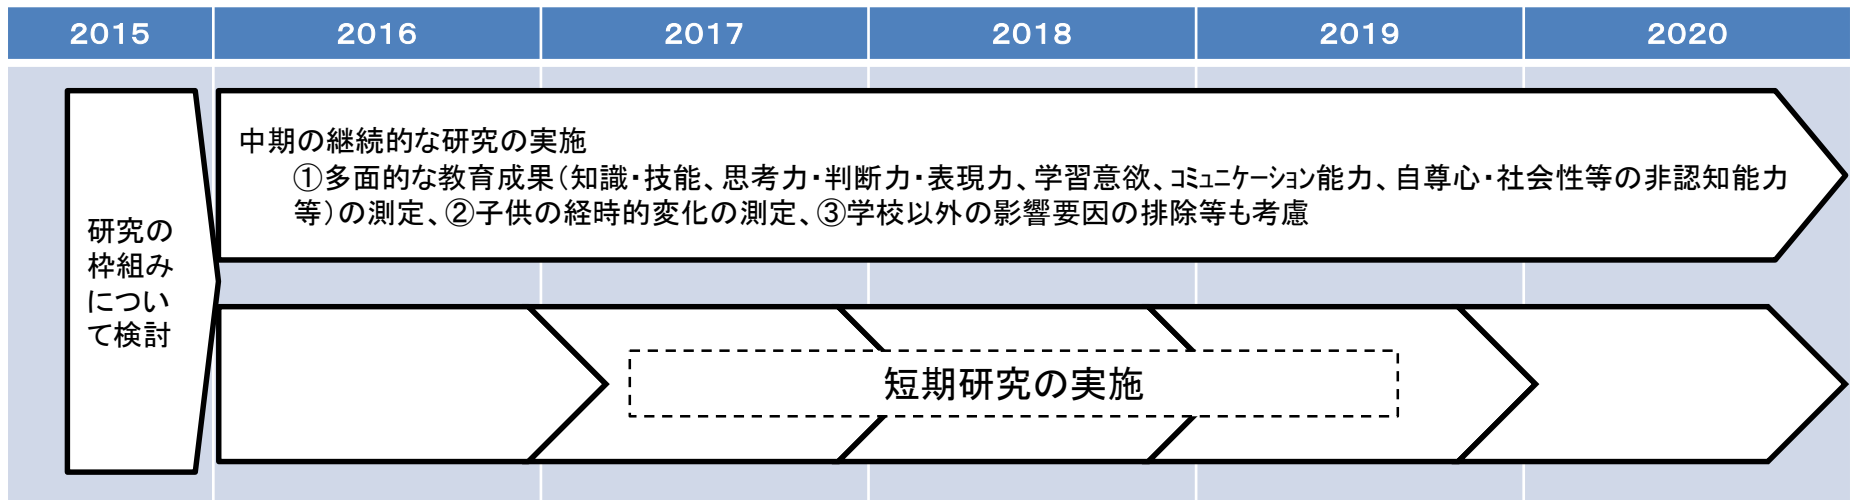 2015 2016 2017 2018 2019 2020
研究の
枠組み
につい
て検討
中期の継続的な研究の実施
①多面的な教育成果(知識・技能、思考力・判断力・表現力、学習意欲、ｺﾐｭﾆｹｰｼｮﾝ能力、自尊心・社会性等の非認知能力
等)の測定、②子供の経時的変化の測定、③学校以外の影響要因の排除等も考慮
短期研究の実施